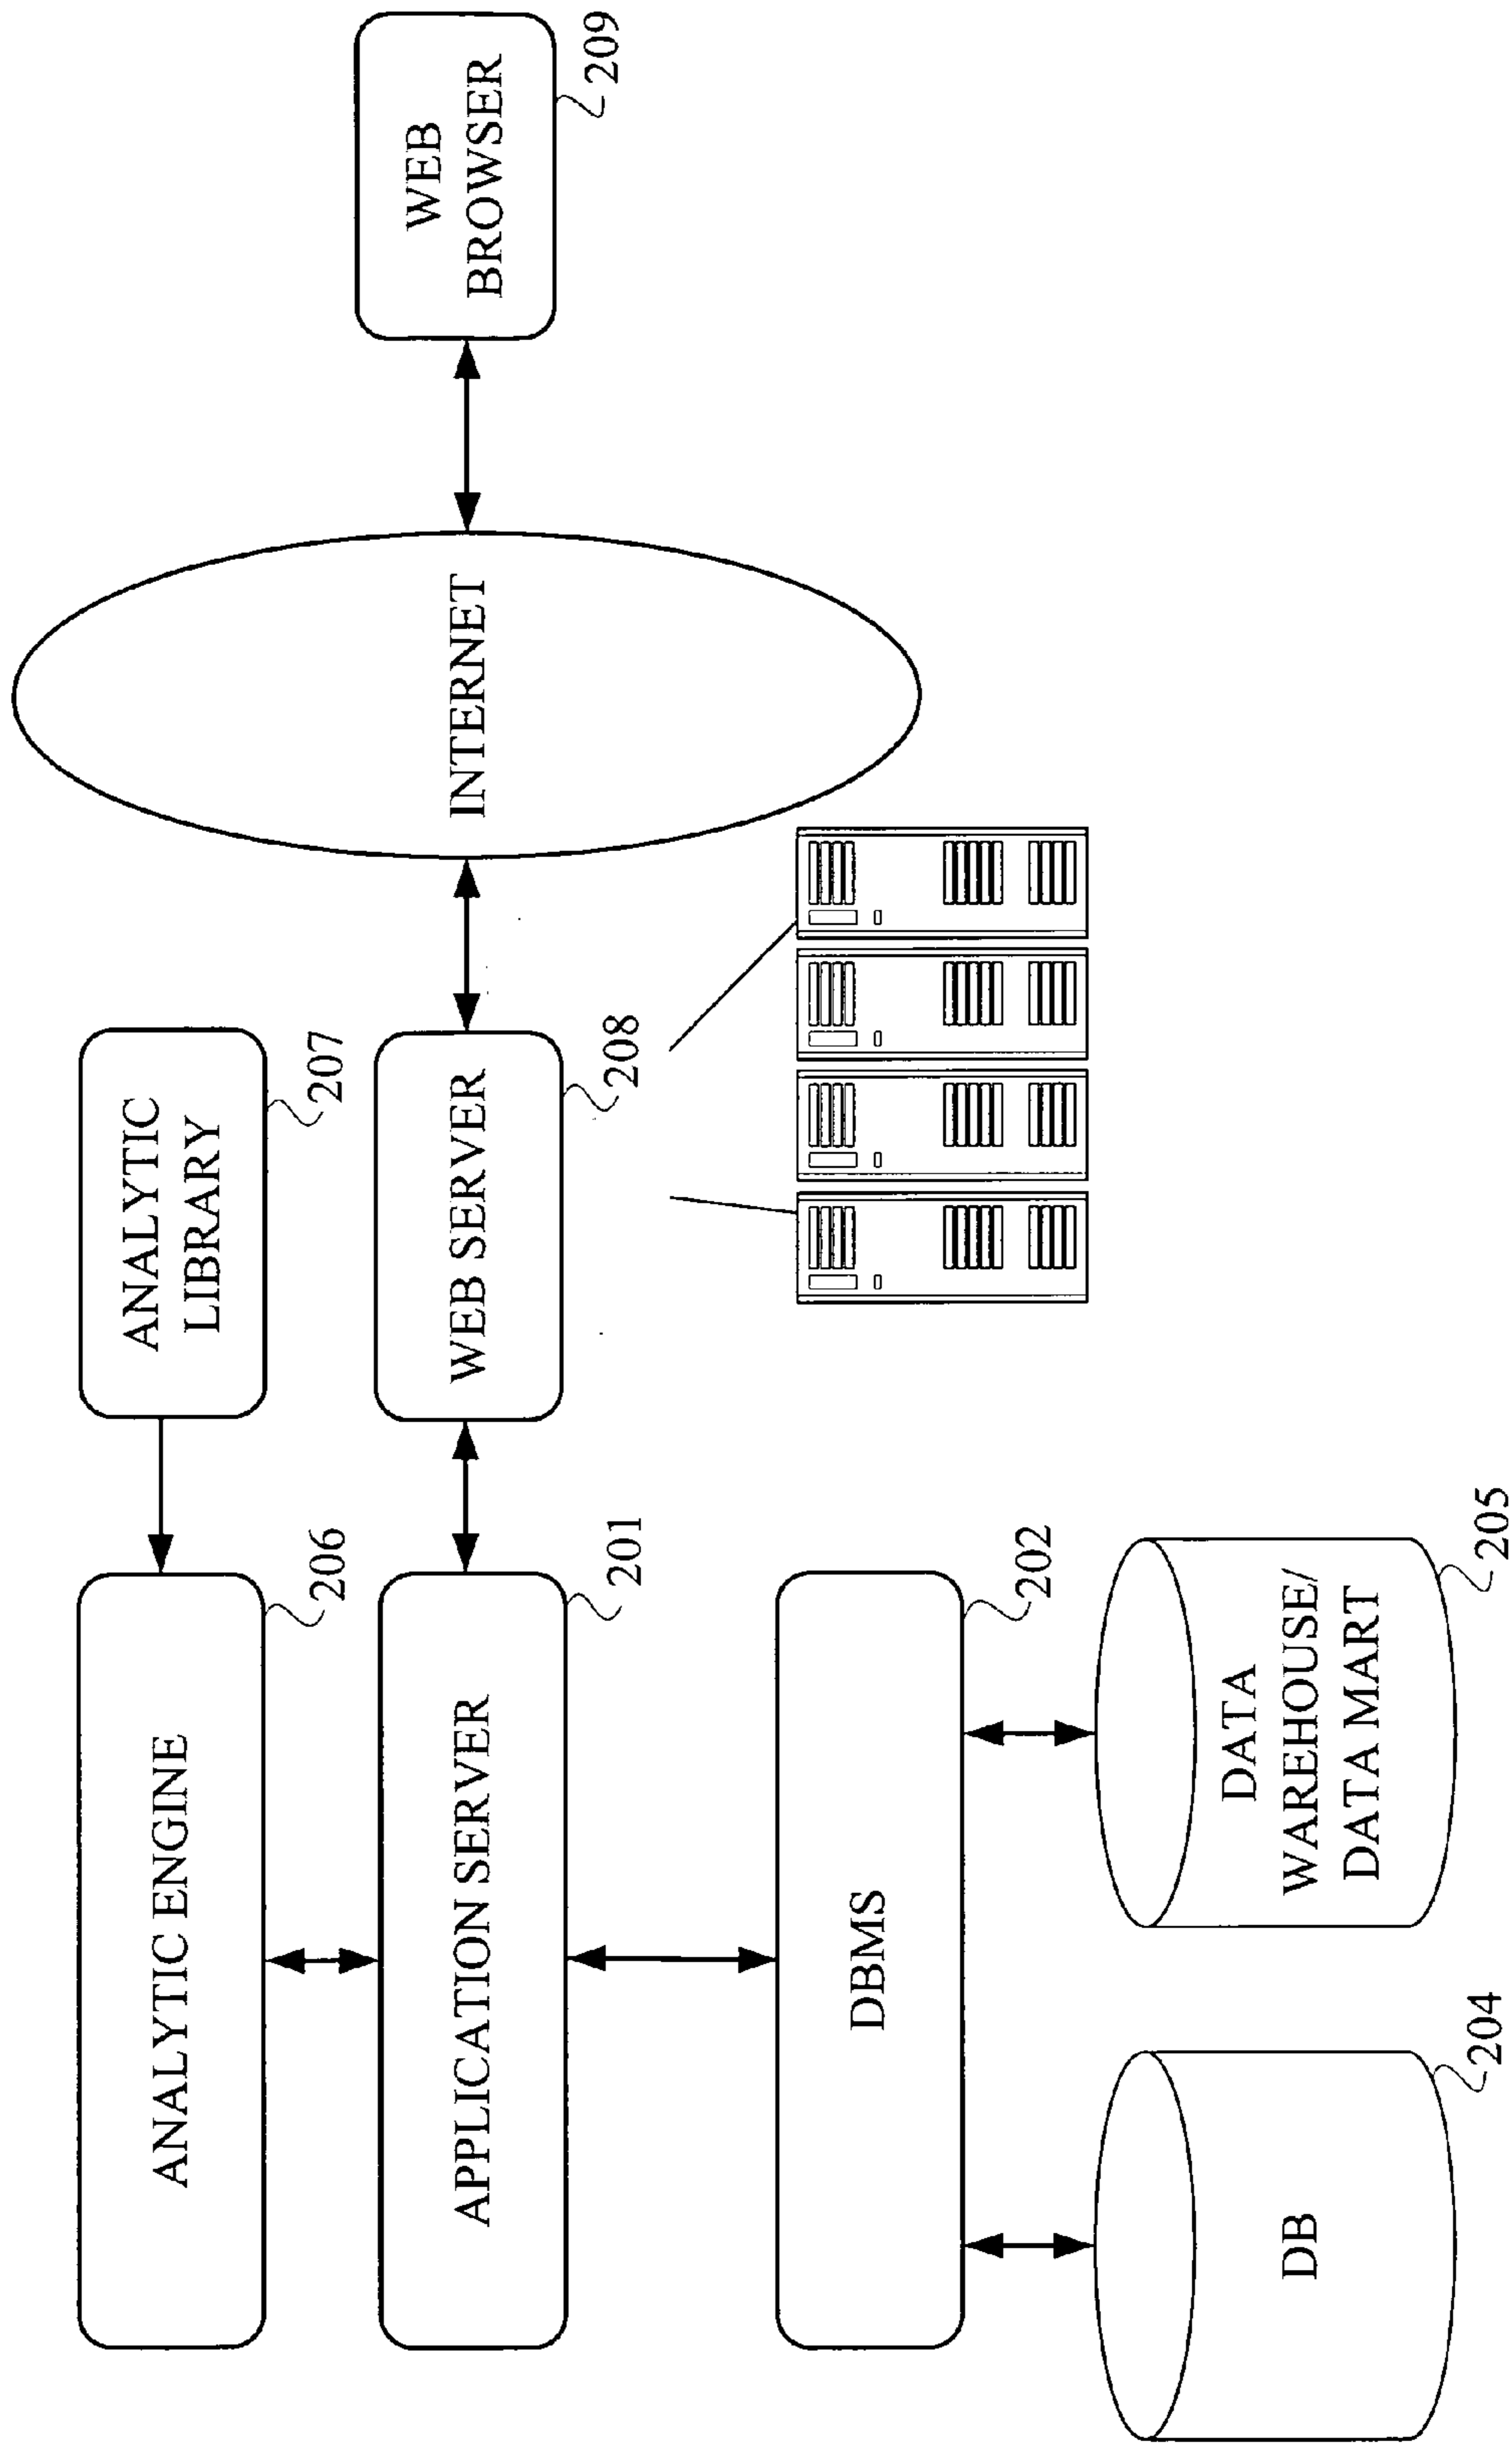 ANALYTIC ENGINE
206
ANALYTIC
LIBRARY
207
APPLICATION SERVER
201
WEB SERVER
208
INTERNET
WEB
BROWSER
209
DBMS
202
DB
204
DATA
WAREHOUSE/
DATA MART
205